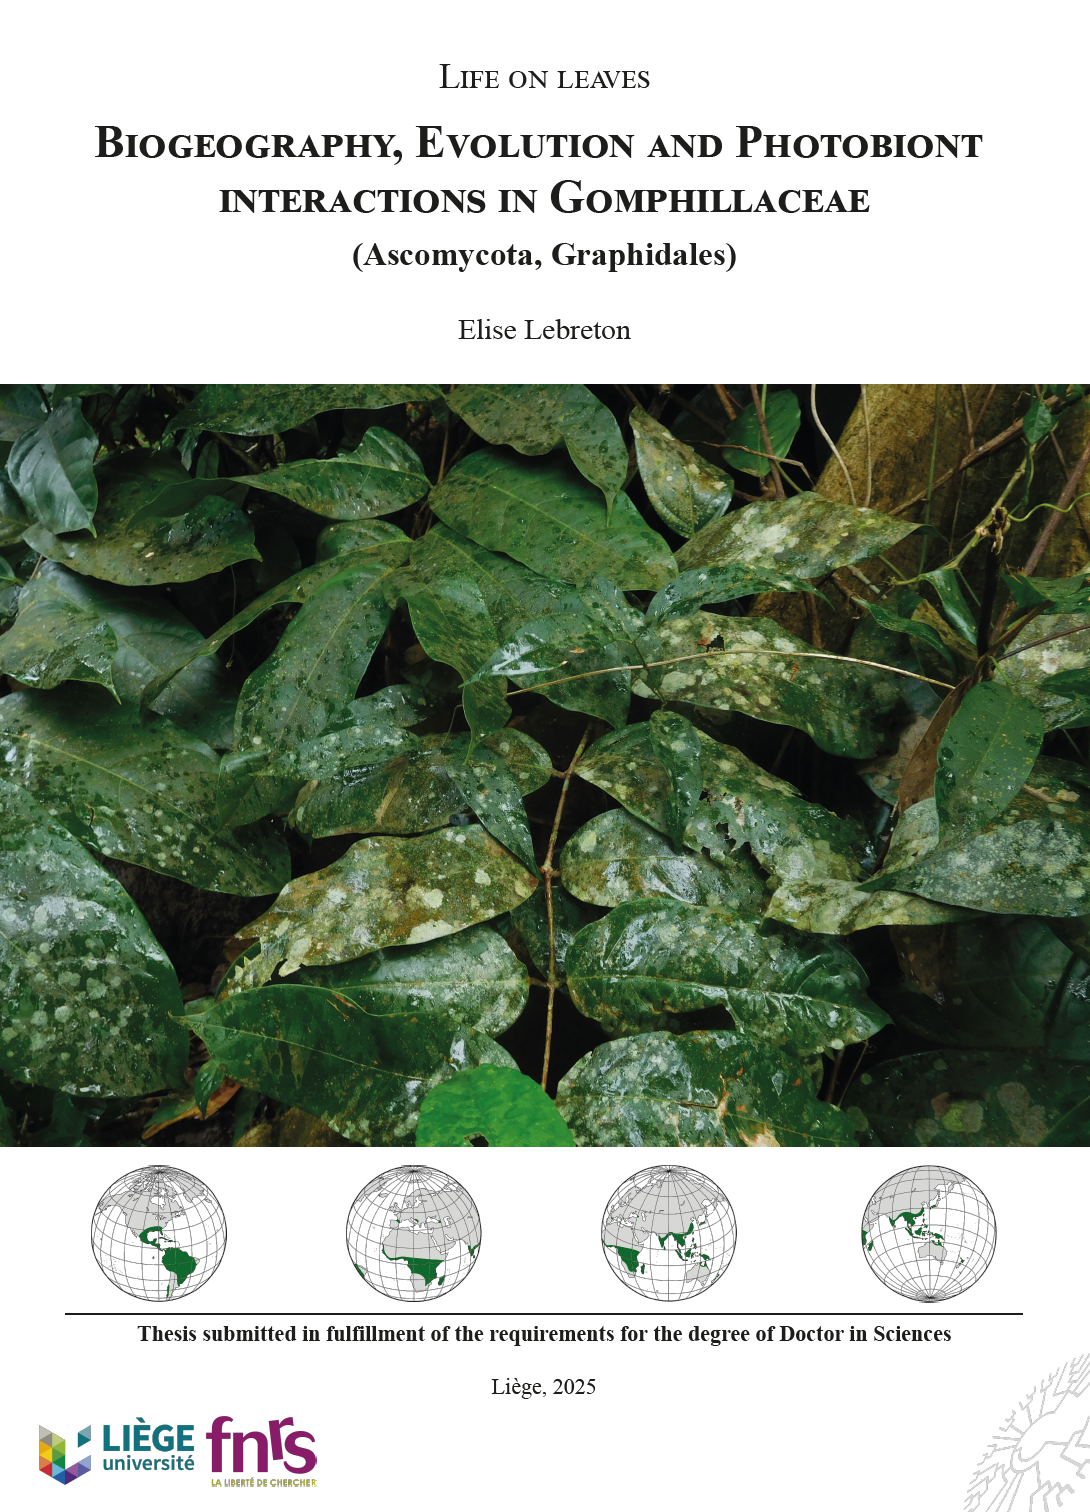 Life on leaves
Biogeography, Evolution and Photobiont
interactions in Gomphillaceae
(Ascomycota, Graphidales)
Elise Lebreton
Thesis submitted in fulfillment of the requirements for the degree of Doctor in Sciences
Liège, 2025
LIÈGE
université
fnrs
LA LIBERTÉ DE CHERCHER